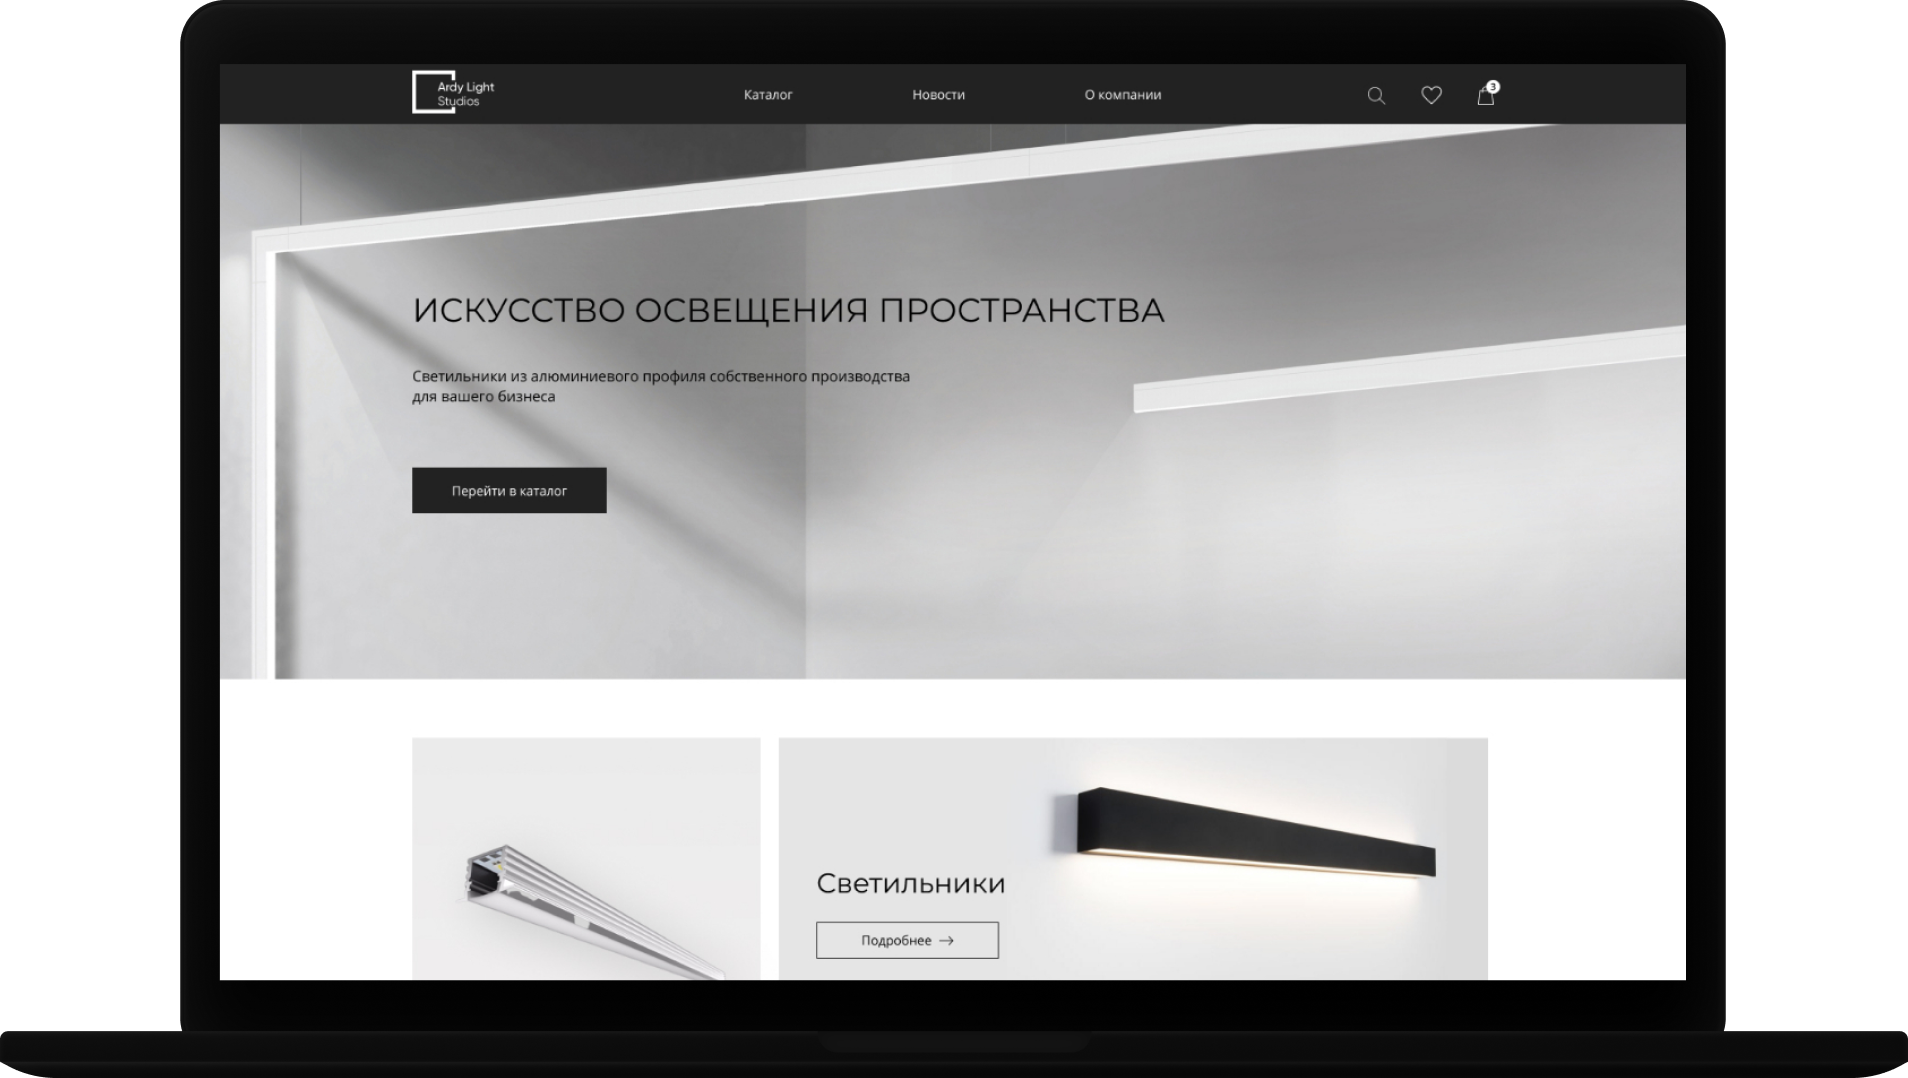 Ardy Light
Studios
Каталог
Новости
О компании
3
ИСКУССТВО ОСВЕЩЕНИЯ ПРОСТРАНСТВА
Светильники из алюминиевого профиля собственного производства
для вашего бизнеса
Перейти в каталог
Светильники
Подробнее →